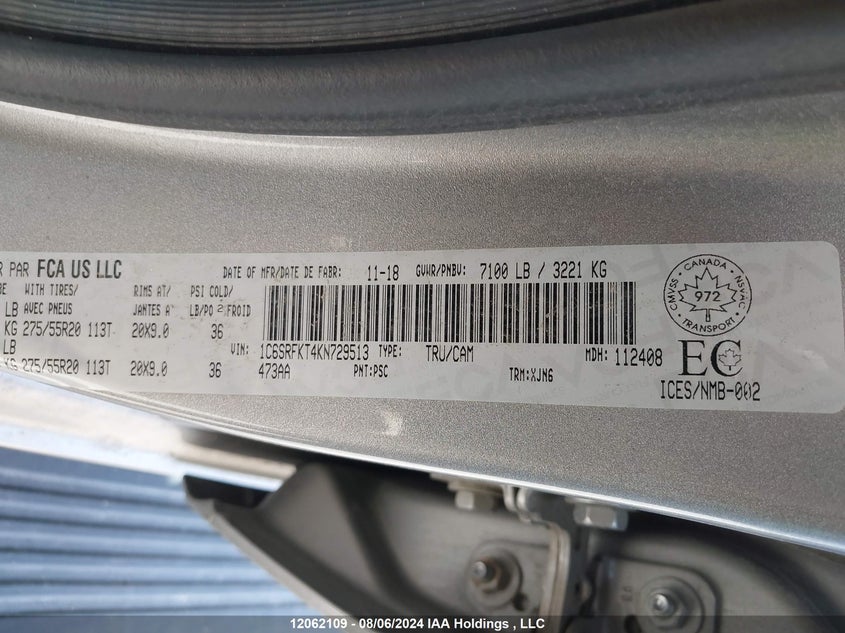 R PAR FCA US LLC DATE OF MFR/DATE DE FABR: 11-18 GVWR/PNBV: 7100 LB / 3221 KG
WITH TIRES/ RIMS AT/ PSI COLD/
LB AVEC PNEUS JANTES A LB/PO 2 FROID
KG 275/55R20 113T 20X9.0 36
LB VIN: 1C6SRFKT4KN729513 TYPE: TRU/CAM MDH: 112408
KG 275/55R20 113T 20X9.0 36 473AA PNT:PSC TRM:XJN6
CANADA
CMVSS NSVAC
972
TRANSPORT
EC
ICES/NMB-002
12062109 - 08/06/2024 IAA Holdings , LLC